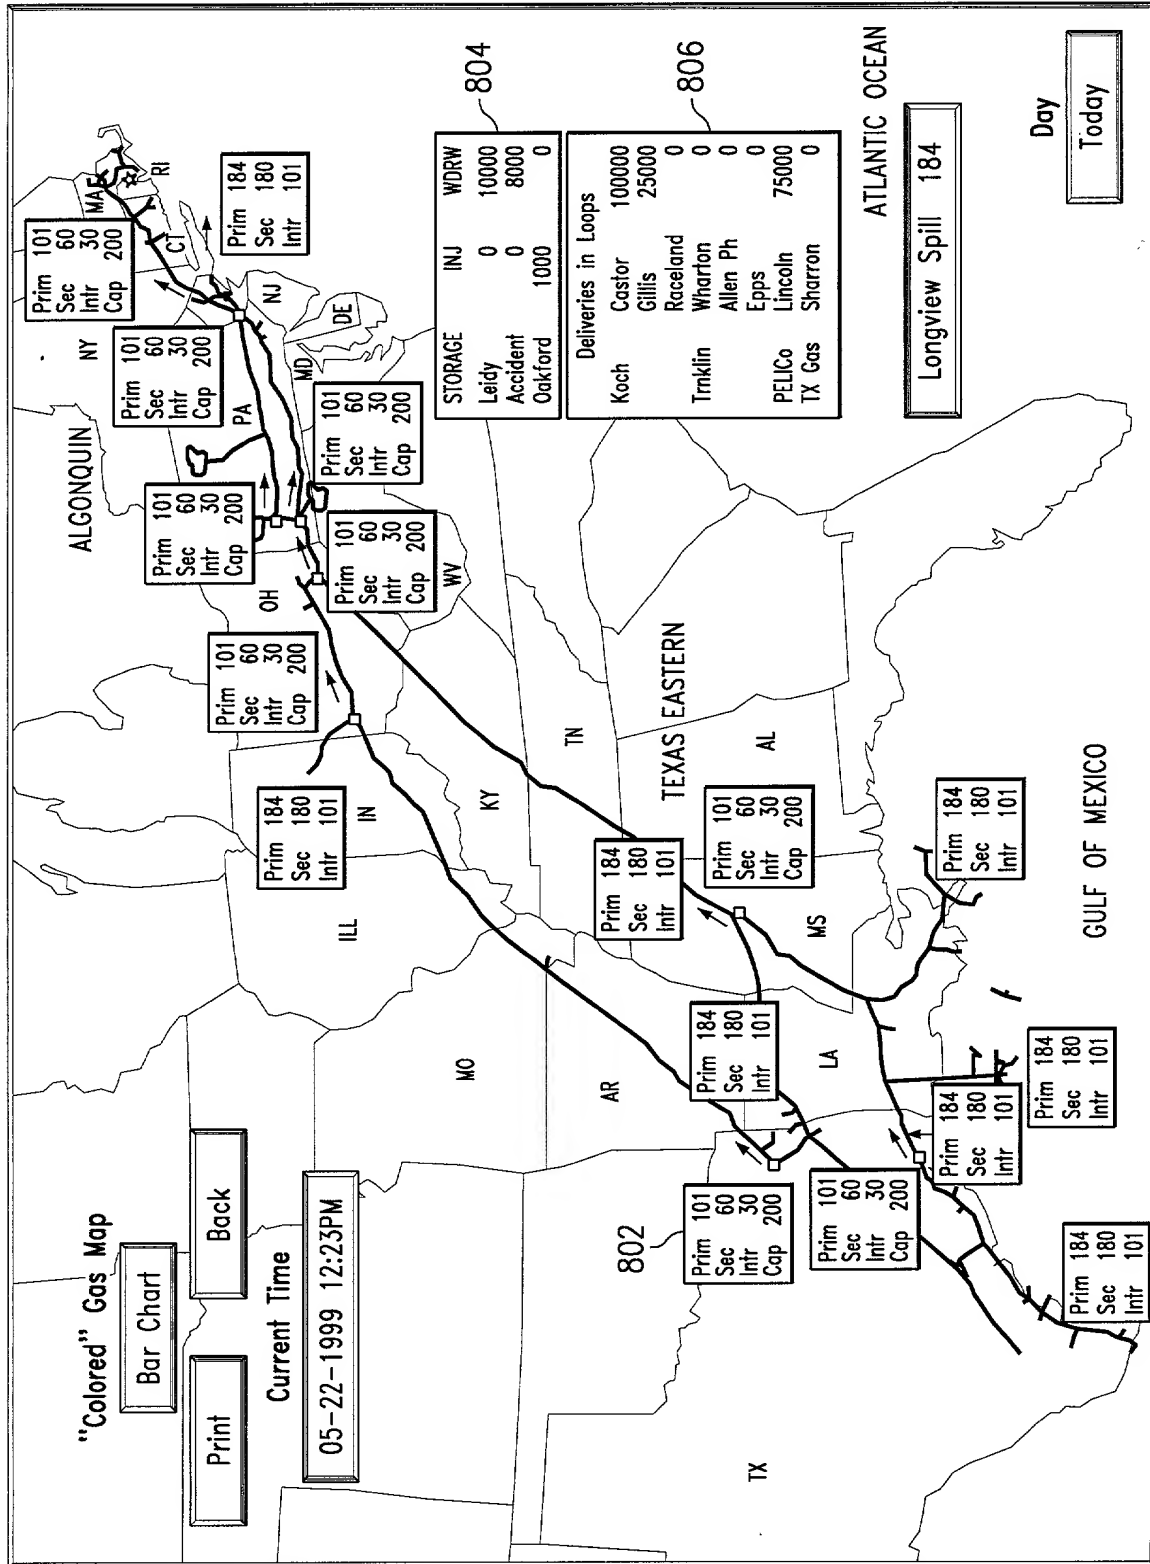 "Colored" Gas Map
Bar Chart
Print
Back
Current Time
05-22-1999 12:23PM
ALGONQUIN
NY
MA
RI
CT
NJ
DE
MD
PA
OH
WV
IN
ILL
KY
TN
MO
AR
AL
MS
LA
TX
TEXAS EASTERN
ATLANTIC OCEAN
GULF OF MEXICO
Prim 101
Sec 60
Intr 30
Cap 200
Prim 184
Sec 180
Intr 101
Prim 101
Sec 60
Intr 30
Cap 200
Prim 101
Sec 60
Intr 30
Cap 200
Prim 101
Sec 60
Intr 30
Cap 200
Prim 101
Sec 60
Intr 30
Cap 200
Prim 101
Sec 60
Intr 30
Cap 200
Prim 184
Sec 180
Intr 101
Prim 184
Sec 180
Intr 101
Prim 101
Sec 60
Intr 30
Cap 200
Prim 184
Sec 180
Intr 101
Prim 184
Sec 180
Intr 101
802
Prim 101
Sec 60
Intr 30
Cap 200
Prim 101
Sec 60
Intr 30
Cap 200
Prim 184
Sec 180
Intr 101
Prim 184
Sec 180
Intr 101
Prim 184
Sec 180
Intr 101
STORAGE INJ WDRW
Leidy 0 10000
Accident 0 8000
Oakford 1000 0
804
Deliveries in Loops
Koch Castor 100000
Gillis 25000
Raceland 0
Trnklin Wharton 0
Allen Ph 0
Epps 0
PELICo Lincoln 75000
TX Gas Sharron 0
806
Longview Spill 184
Day
Today